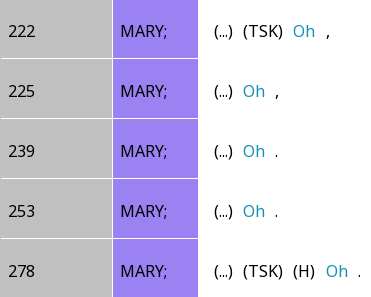 222 MARY; (...) (TSK) Oh ,
225 MARY; (...) Oh ,
239 MARY; (...) Oh .
253 MARY; (...) Oh .
278 MARY; (...) (TSK) (H) Oh .